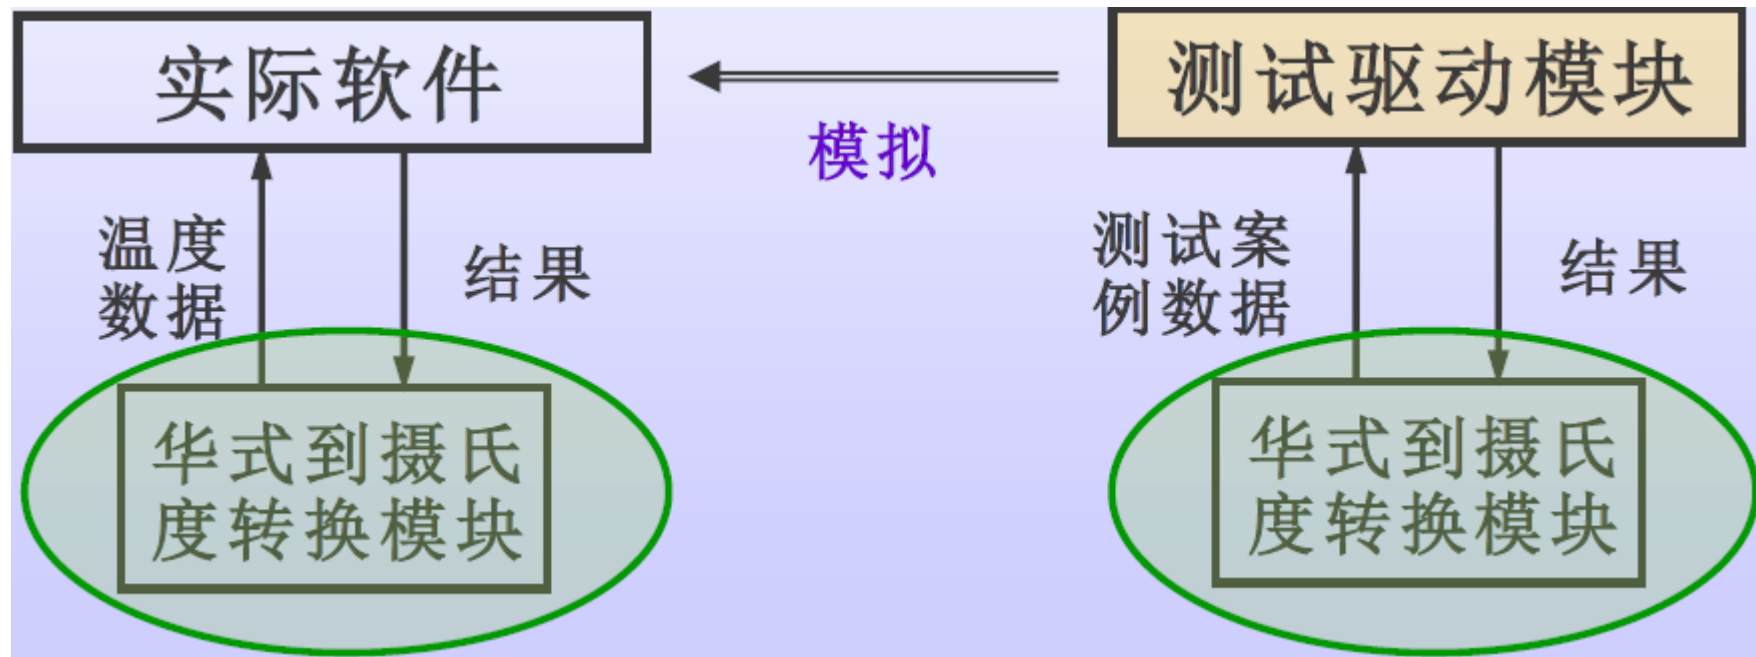 实际软件
测试驱动模块
模拟
温度
数据
结果
测试案
例数据
结果
华式到摄氏
度转换模块
华式到摄氏
度转换模块